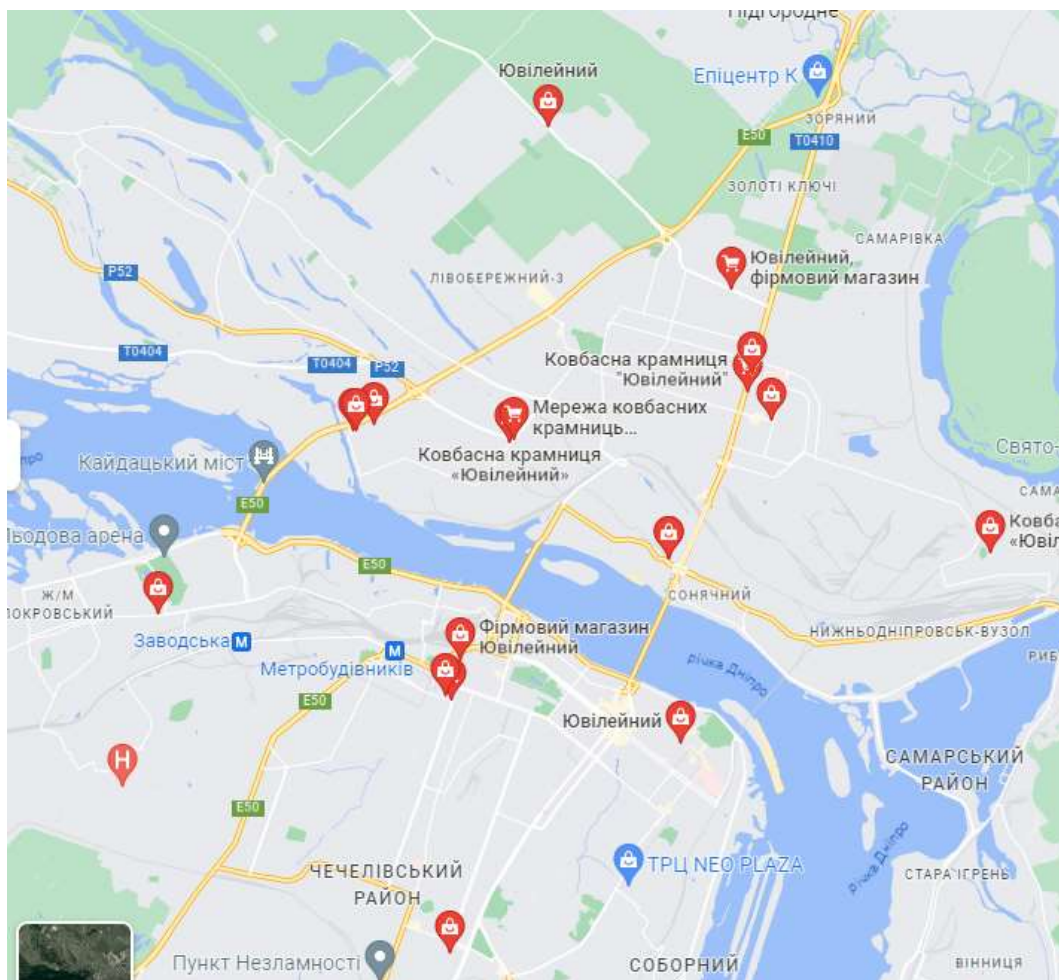 Підгородне
Ювілейний
Епіцентр К
ЗОРЯНИЙ
E50
T0410
ЗОЛОТІ КЛЮЧІ
САМАРІВКА
Ювілейний,
фірмовий магазин
P52
ЛІВОБЕРЕЖНИЙ-3
T0404
T0404
P52
Ковбасна крамниця
"Ювілейний"
Мережа ковбасних
крамниць...
Ковбасна крамниця
«Ювілейний»
Свято-
Кайдацький міст
САМА
E50
Льодова арена
Ковба
«Ювіл
E50
Ж/М
ПОКРОВСЬКИЙ
СОНЯЧНИЙ
Заводська M
Фірмовий магазин
Ювілейний
НИЖНЬОДНІПРОВСЬК-ВУЗОЛ
РИБ
Метробудівників M
річка Дніпро
E50
Ювілейний
САМАРСЬКИЙ
РАЙОН
H
E50
ЧЕЧЕЛІВСЬКИЙ
РАЙОН
ТРЦ NEO PLAZA
річка Дніпро
СТАРА ІГРЕНЬ
Пункт Незламності
СОБОРНИЙ
ВІННИЦЯ